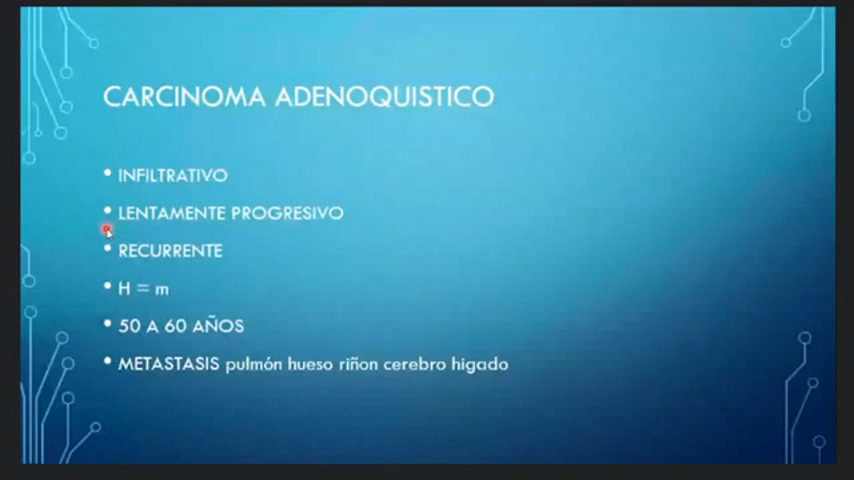 CARCINOMA ADENOQUISTICO
• INFILTRATIVO
• LENTAMENTE PROGRESIVO
• RECURRENTE
• H = m
• 50 A 60 AÑOS
• METASTASIS pulmón hueso riñon cerebro higado